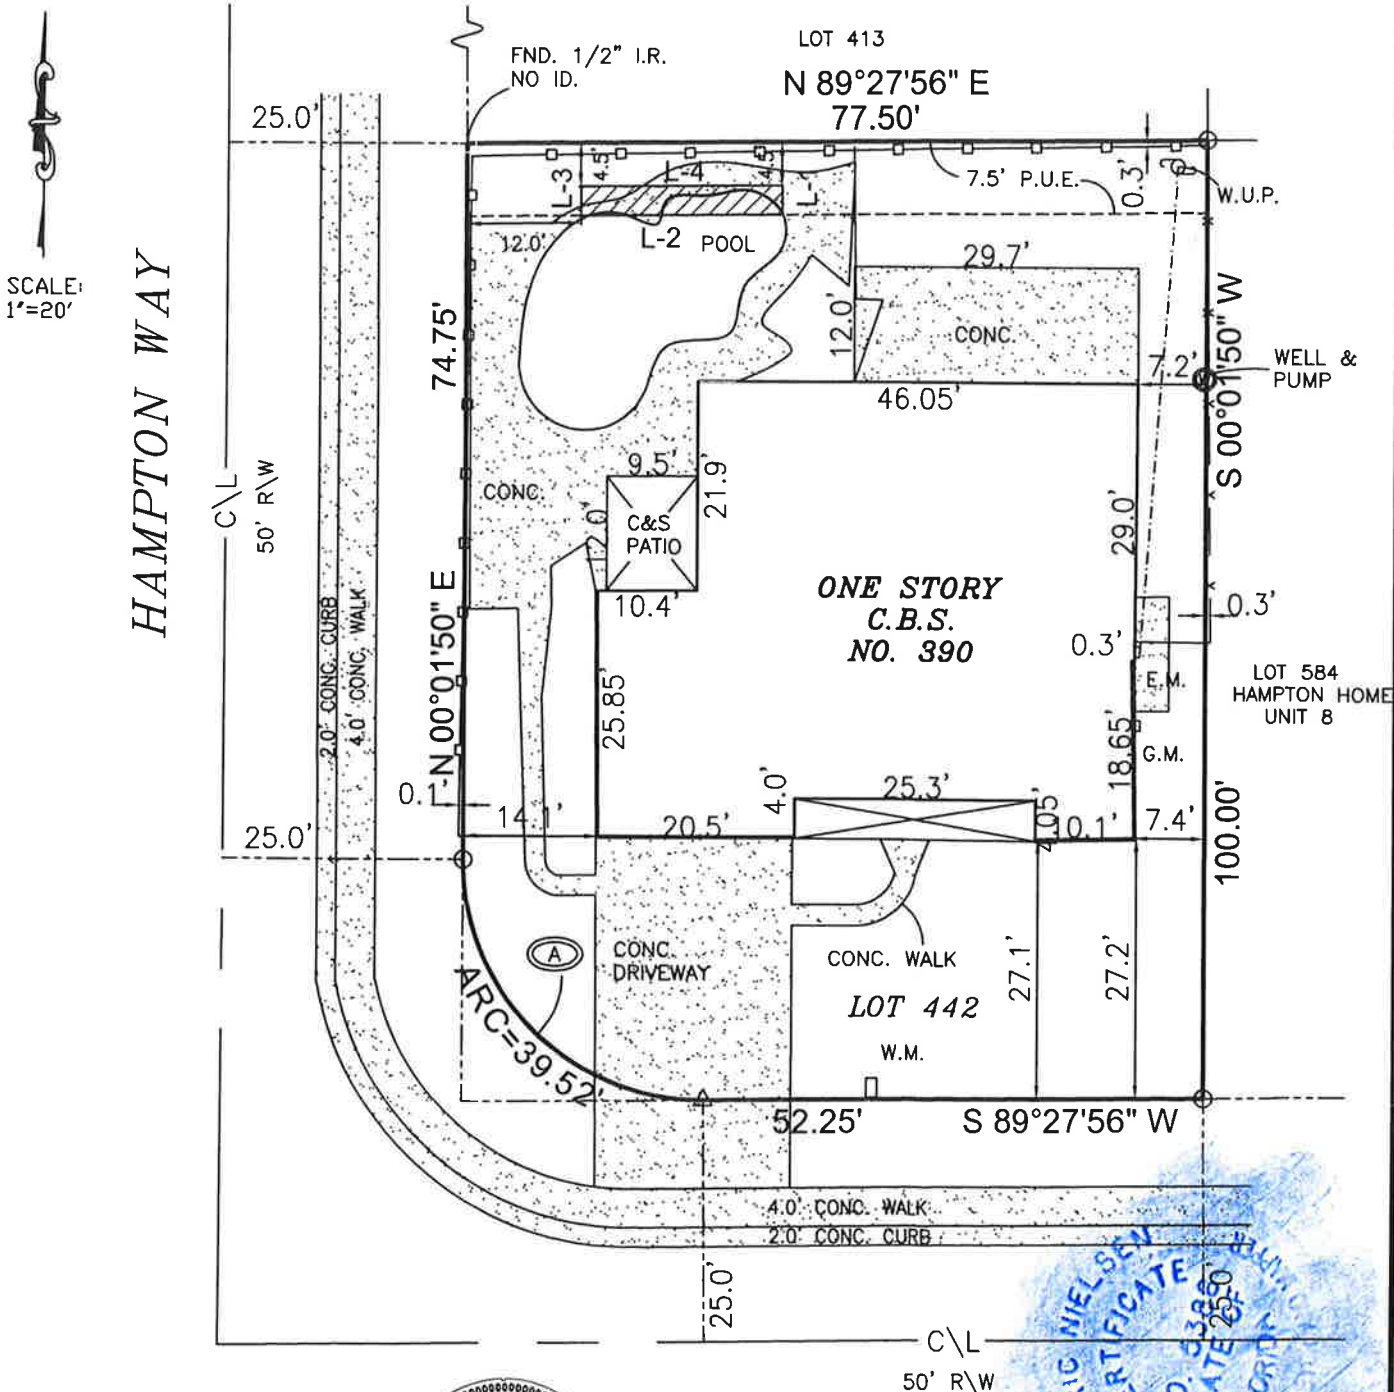 LOT 413
FND. 1/2" I.R.
NO ID.
N 89°27'56" E
77.50'
25.0'
L-3
4.5'
L-4
4.5'
L-1
7.5' P.U.E.
0.3'
W.U.P.
12.0'
L-2
POOL
29.7'
SCALE:
1"=20'
HAMPTON WAY
74.75'
12.0'
CONC.
7.2'
WELL &
PUMP
46.05'
S 00°01'50" W
C\L
50' R\W
9.5'
21.9'
CONC.
C&S
PATIO
29.0'
10.4'
ONE STORY
C.B.S.
NO. 390
0.3'
0.3'
N 00°01'50" E
2.0' CONC. CURB
4.0' CONC. WALK
25.85'
E.M.
LOT 584
HAMPTON HOME
UNIT 8
18.65'
G.M.
0.1'
4.0'
25.3'
4.05'
14.1'
20.5'
10.1'
7.4'
100.00'
25.0'
A
CONC.
DRIVEWAY
CONC. WALK
27.1'
27.2'
LOT 442
W.M.
ARC=39.52'
52.25'
S 89°27'56" W
4.0' CONC. WALK
2.0' CONC. CURB
25.0'
25.0'
C\L
50' R\W
NIELSEN
CERTIFICATE